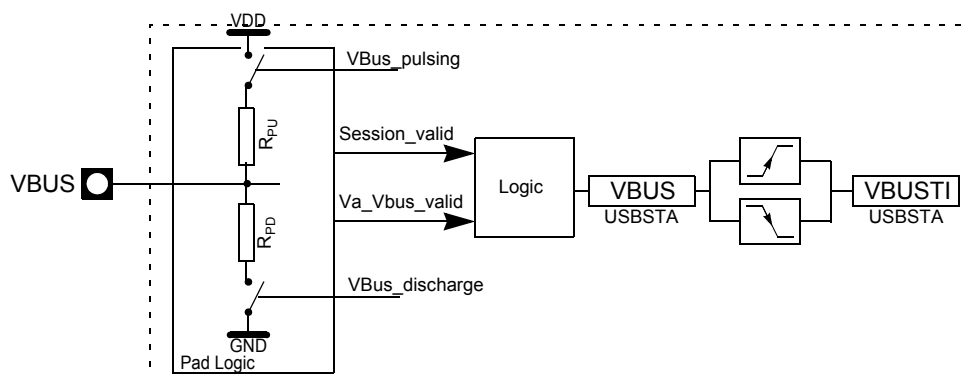 VDD
VBus_pulsing
RPU
Session_valid
VBUS
Logic
VBUS
VBUSTI
USBSTA
USBSTA
Va_Vbus_valid
RPD
VBus_discharge
GND
Pad Logic